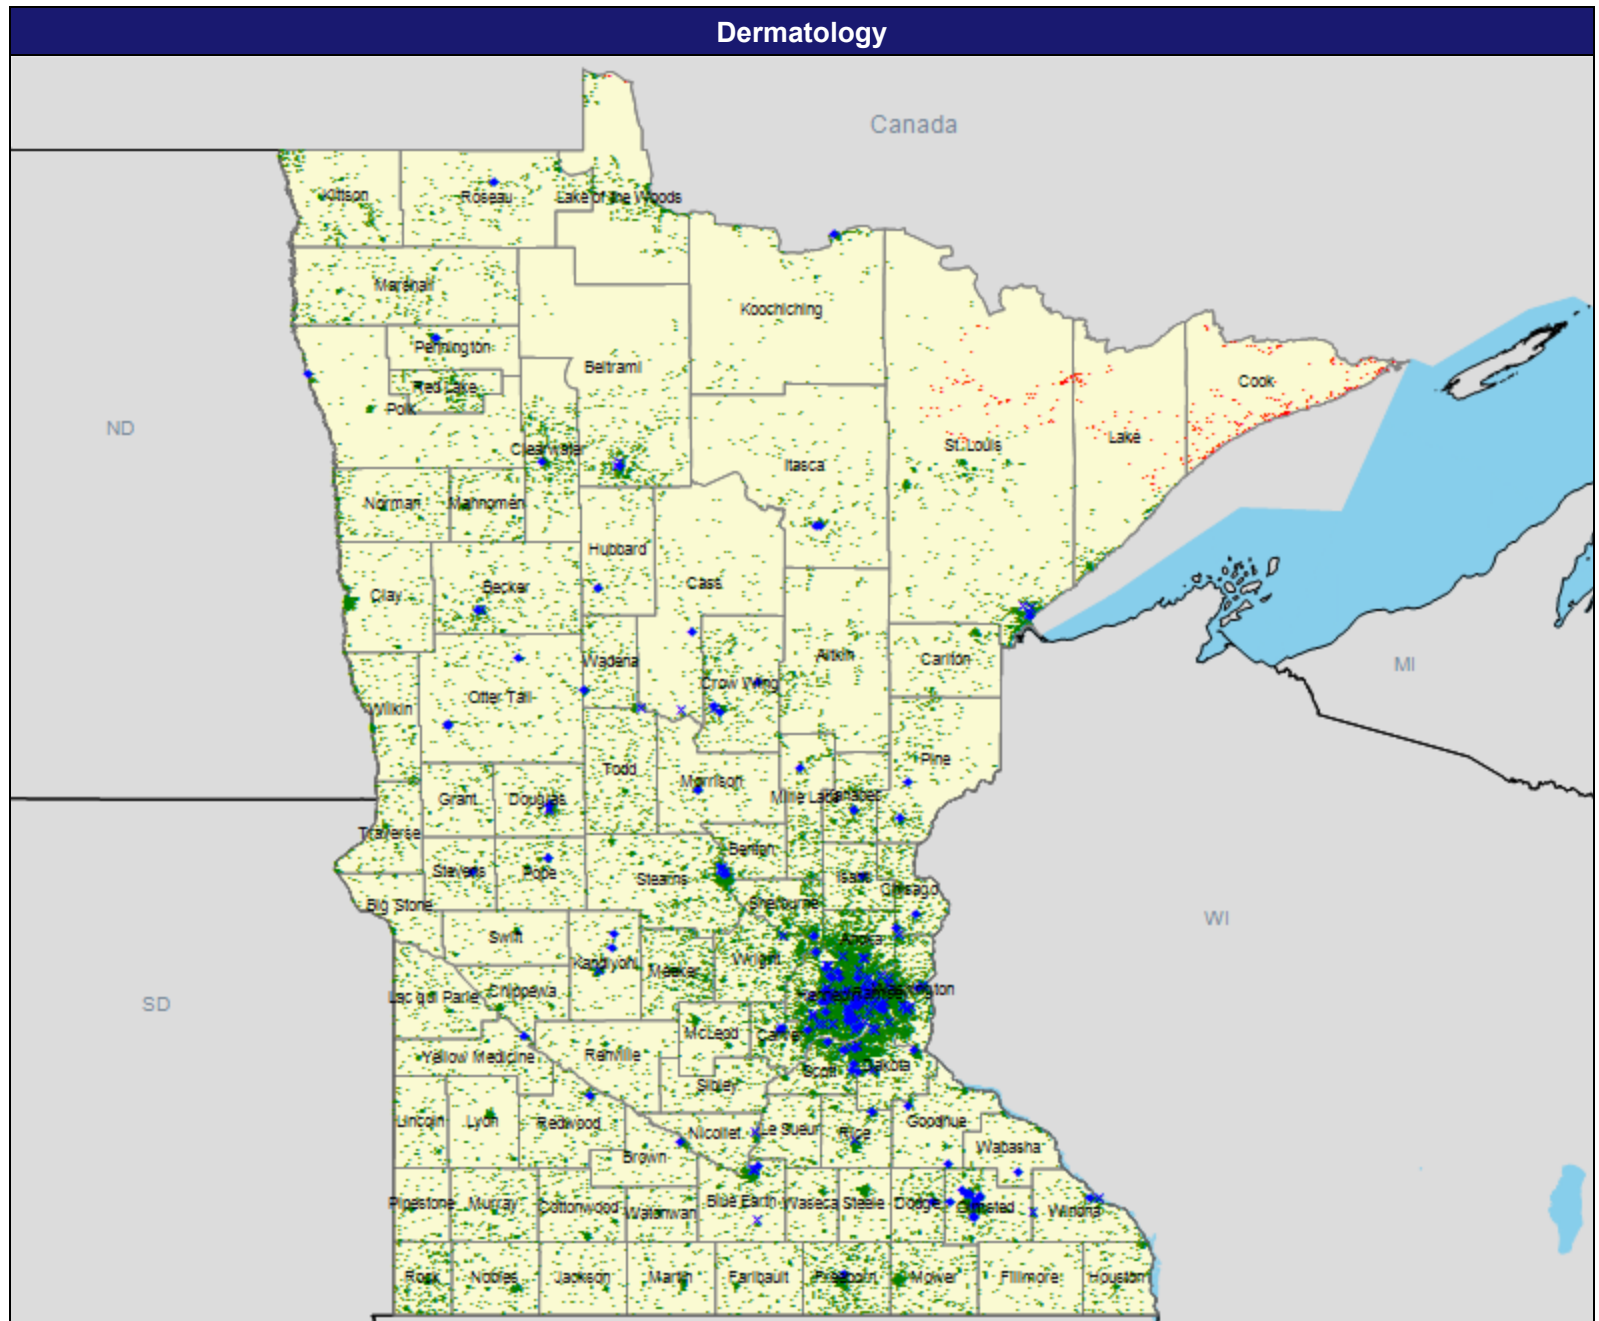 Dermatology
Canada
Kittson
Roseau
Lake of the Woods
Marshall
Koochiching
Pennington
Beltrami
Red Lake
Cook
Polk
ND
Clearwater
Lake
St. Louis
Itasca
Norman
Mahnomen
Hubbard
Cass
Becker
Clay
Wadena
Aitkin
Carlton
MI
Crow Wing
Otter Tail
Wilkin
Pine
Todd
Morrison
Mille Lacs
Kanabec
Grant
Douglas
Traverse
Benton
Stevens
Pope
Stearns
Isanti
Chisago
Big Stone
Sherburne
WI
Swift
Anoka
Wright
Kandiyohi
Meeker
Chippewa
Lac qui Parle
SD
McLeod
Carver
Yellow Medicine
Renville
Scott
Dakota
Sibley
Lincoln
Lyon
Redwood
Nicollet
Le Sueur
Rice
Goodhue
Wabasha
Brown
Pipestone
Murray
Cottonwood
Watonwan
Blue Earth
Waseca
Steele
Dodge
Olmsted
Winona
Rock
Nobles
Jackson
Martin
Faribault
Freeborn
Mower
Fillmore
Houston